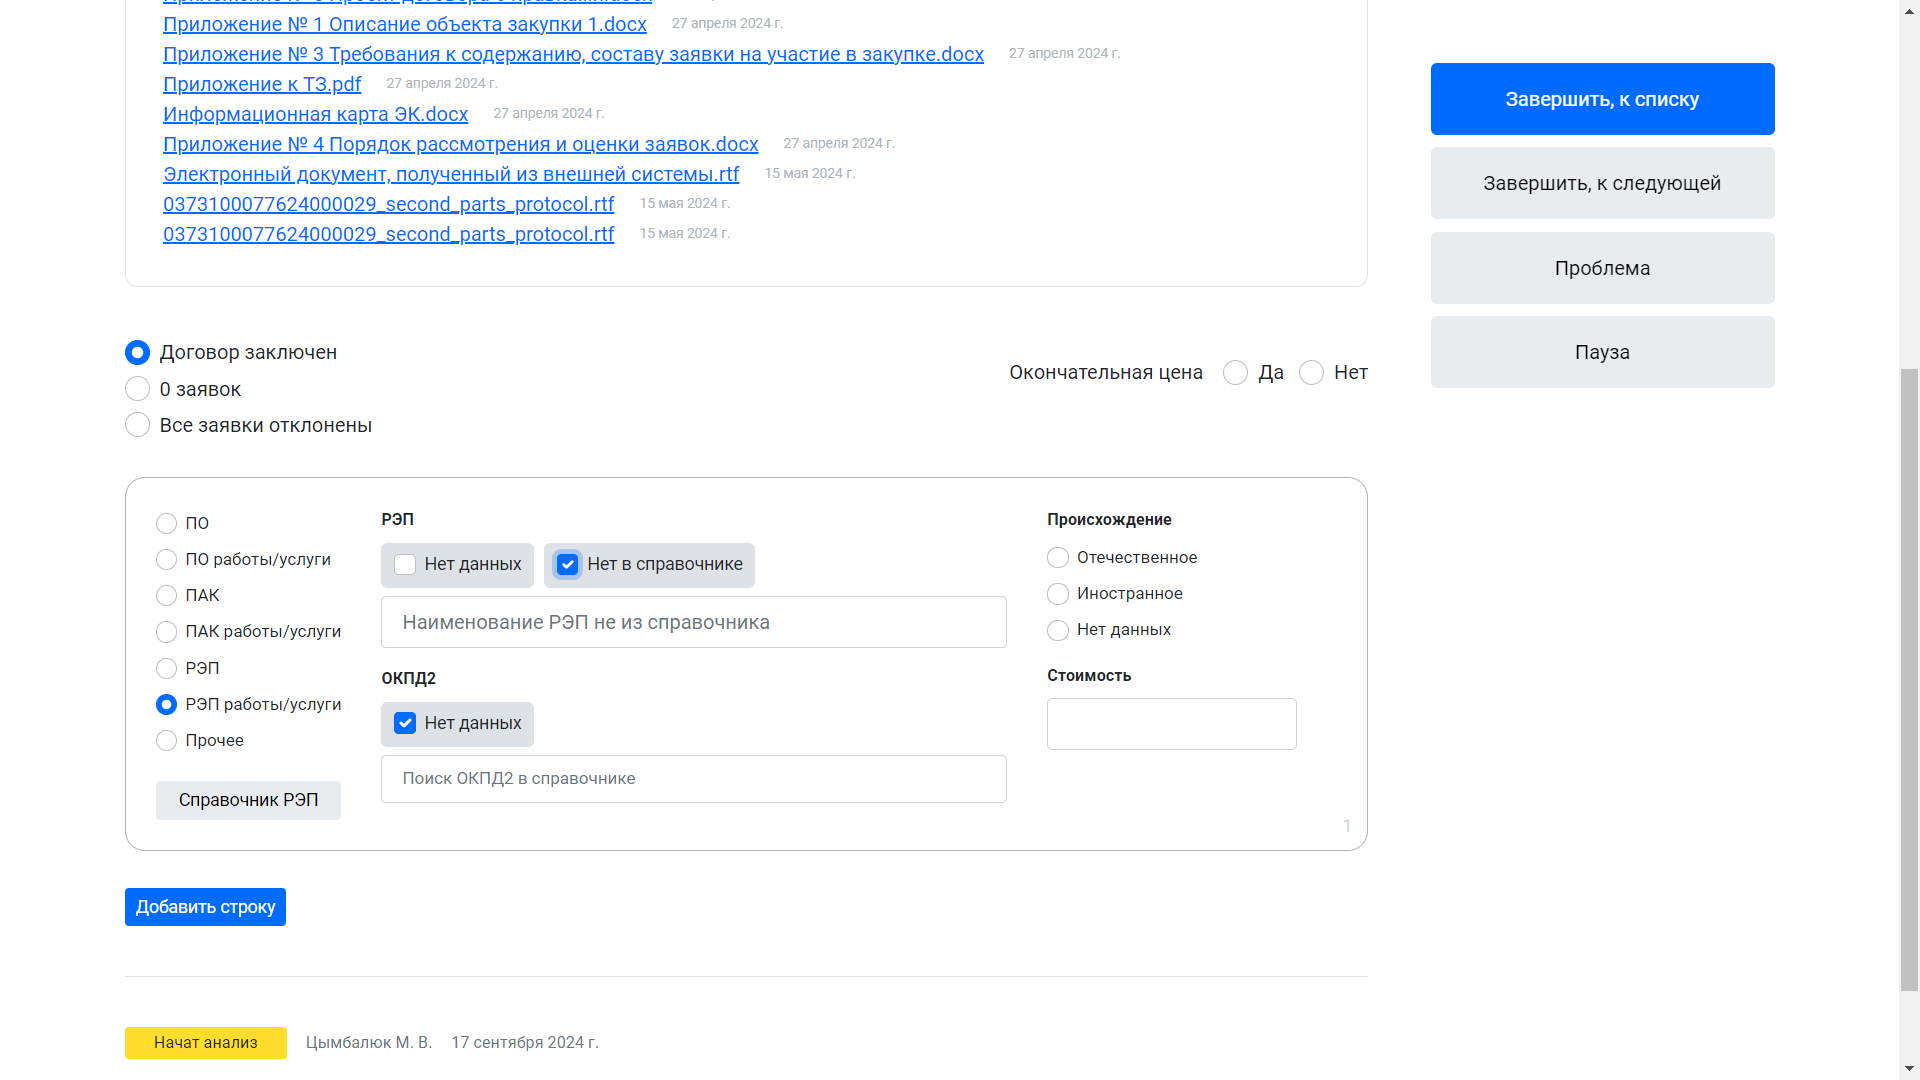 Приложение № 1 Описание объекта закупки 1.docx 27 апреля 2024 г.
Приложение № 3 Требования к содержанию, составу заявки на участие в закупке.docx 27 апреля 2024 г.
Приложение к ТЗ.pdf 27 апреля 2024 г.
Информационная карта ЭК.docx 27 апреля 2024 г.
Приложение № 4 Порядок рассмотрения и оценки заявок.docx 27 апреля 2024 г.
Электронный документ, полученный из внешней системы.rtf 15 мая 2024 г.
0373100077624000029_second_parts_protocol.rtf 15 мая 2024 г.
0373100077624000029_second_parts_protocol.rtf 15 мая 2024 г.
Завершить, к списку
Завершить, к следующей
Проблема
Пауза
Договор заключен
0 заявок
Все заявки отклонены
Окончательная цена Да Нет
ПО
ПО работы/услуги
ПАК
ПАК работы/услуги
РЭП
РЭП работы/услуги
Прочее
Справочник РЭП
РЭП
Нет данных Нет в справочнике
Наименование РЭП не из справочника
ОКПД2
Нет данных
Поиск ОКПД2 в справочнике
Происхождение
Отечественное
Иностранное
Нет данных
Стоимость
1
Добавить строку
Начат анализ Цымбалюк М. В. 17 сентября 2024 г.